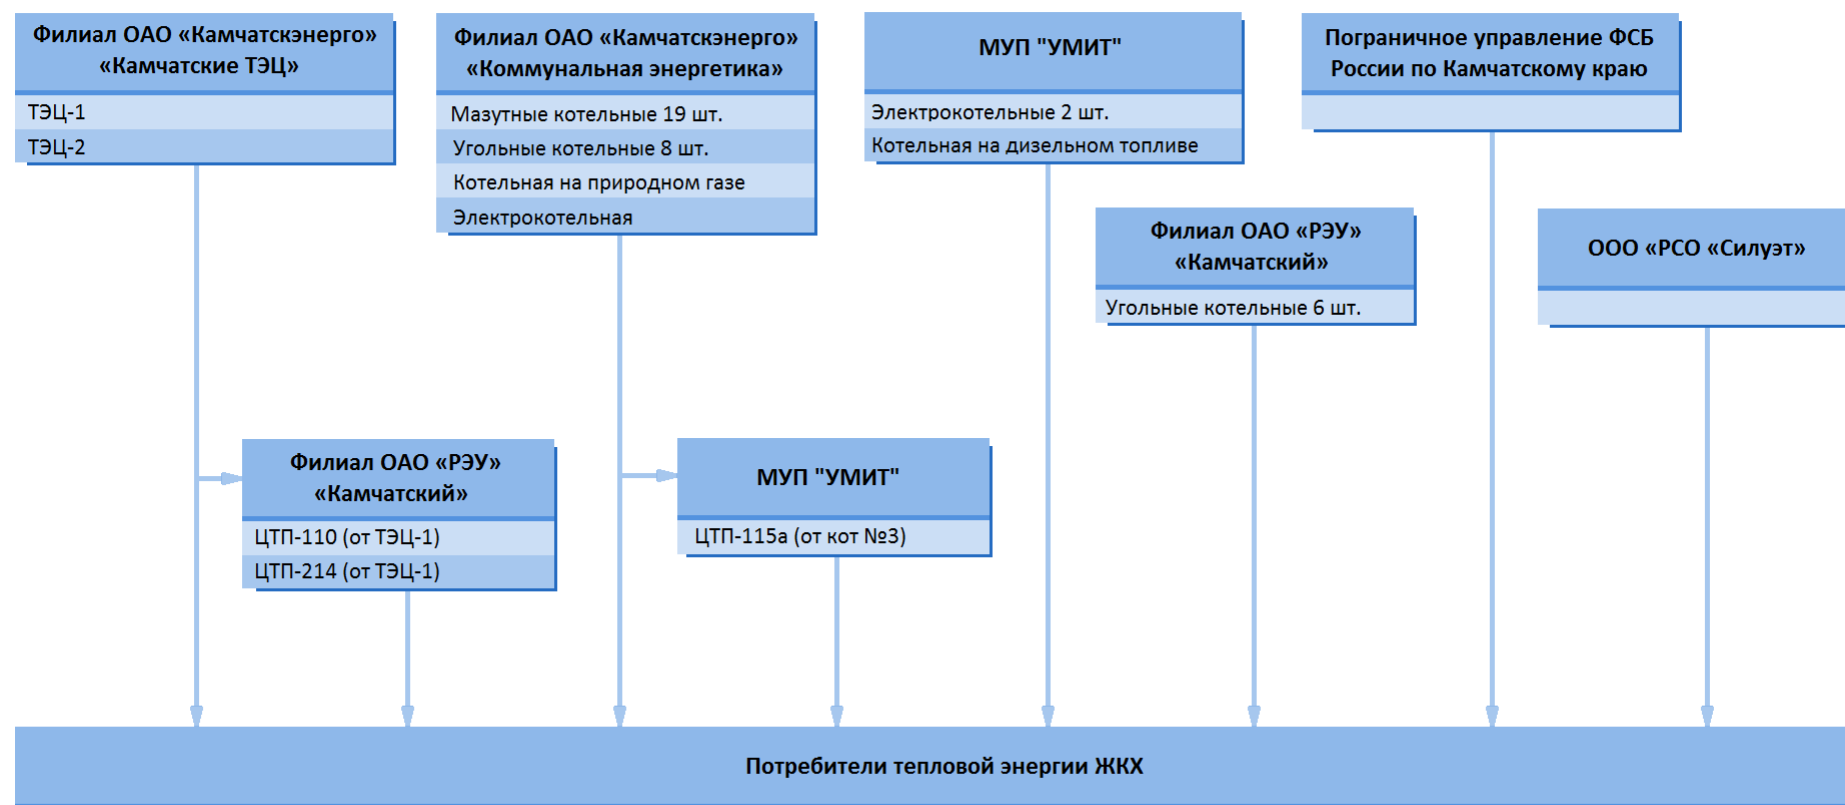 Филиал ОАО «Камчатскэнерго»
«Камчатские ТЭЦ»
ТЭЦ-1
ТЭЦ-2
Филиал ОАО «Камчатскэнерго»
«Коммунальная энергетика»
Мазутные котельные 19 шт.
Угольные котельные 8 шт.
Котельная на природном газе
Электрокотельная
МУП "УМИТ"
Электрокотельные 2 шт.
Котельная на дизельном топливе
Пограничное управление ФСБ
России по Камчатскому краю
Филиал ОАО «РЭУ»
«Камчатский»
Угольные котельные 6 шт.
ООО «РСО «Силуэт»
Филиал ОАО «РЭУ»
«Камчатский»
ЦТП-110 (от ТЭЦ-1)
ЦТП-214 (от ТЭЦ-1)
МУП "УМИТ"
ЦТП-115а (от кот №3)
Потребители тепловой энергии ЖКХ